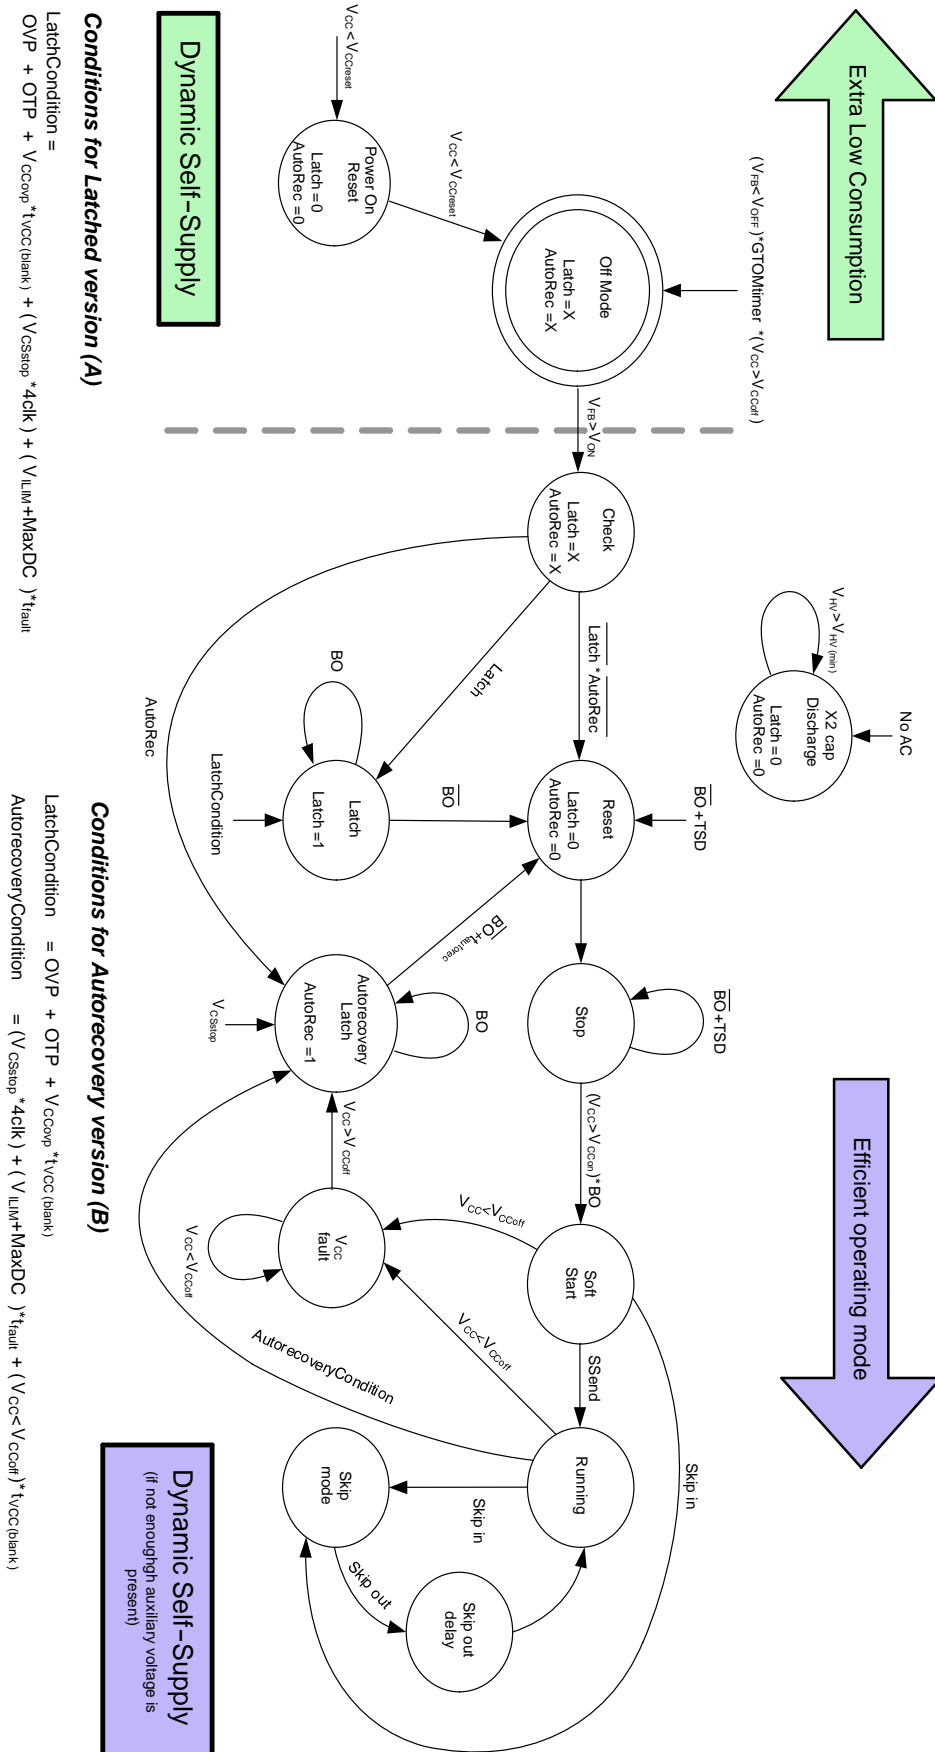 Extra Low Consumption
Efficient operating mode
(VFB<VOFF)*GTOMtimer *(VCC>VCCoff)
No AC
X2 cap
Discharge
Latch =0
AutoRec =0
VHV>VHV(min)
Skip in
Off Mode
Latch =X
AutoRec =X
VFB>VON
Check
Latch =X
AutoRec =X
Latch *AutoRec
BO + TSD
Reset
Latch =0
AutoRec =0
Stop
BO+TSD
(VCC>VCCon)*BO
Soft
Start
SSend
Running
VCC<VCCreset
Power On
Reset
Latch =0
AutoRec =0
VCC<VCCreset
Latch
BO
Latch
Latch =1
LatchCondition
BO
BO+tautorec
AutoRec
Autorecovery
Latch
AutoRec =1
BO
VCSstop
VCC>VCCoff
VCC
fault
VCC<VCCoff
VCC<VCCoff
VCC<VCCoff
AutorecoveryCondition
Skip in
Skip
mode
Skip out
Skip out
delay
Dynamic Self-Supply
Dynamic Self-Supply
(if not enoughgh auxiliary voltage is
present)
Conditions for Latched version (A)
LatchCondition =
OVP + OTP + VCCovp*tVCC(blank) + (VCSstop*4clk) + (VILIM+MaxDC )*tfault
Conditions for Autorecovery version (B)
LatchCondition = OVP + OTP + VCCovp*tVCC(blank)
AutorecoveryCondition = (VCSstop*4clk) + (VILIM+MaxDC )*tfault + (VCC<VCCoff)*tVCC(blank)